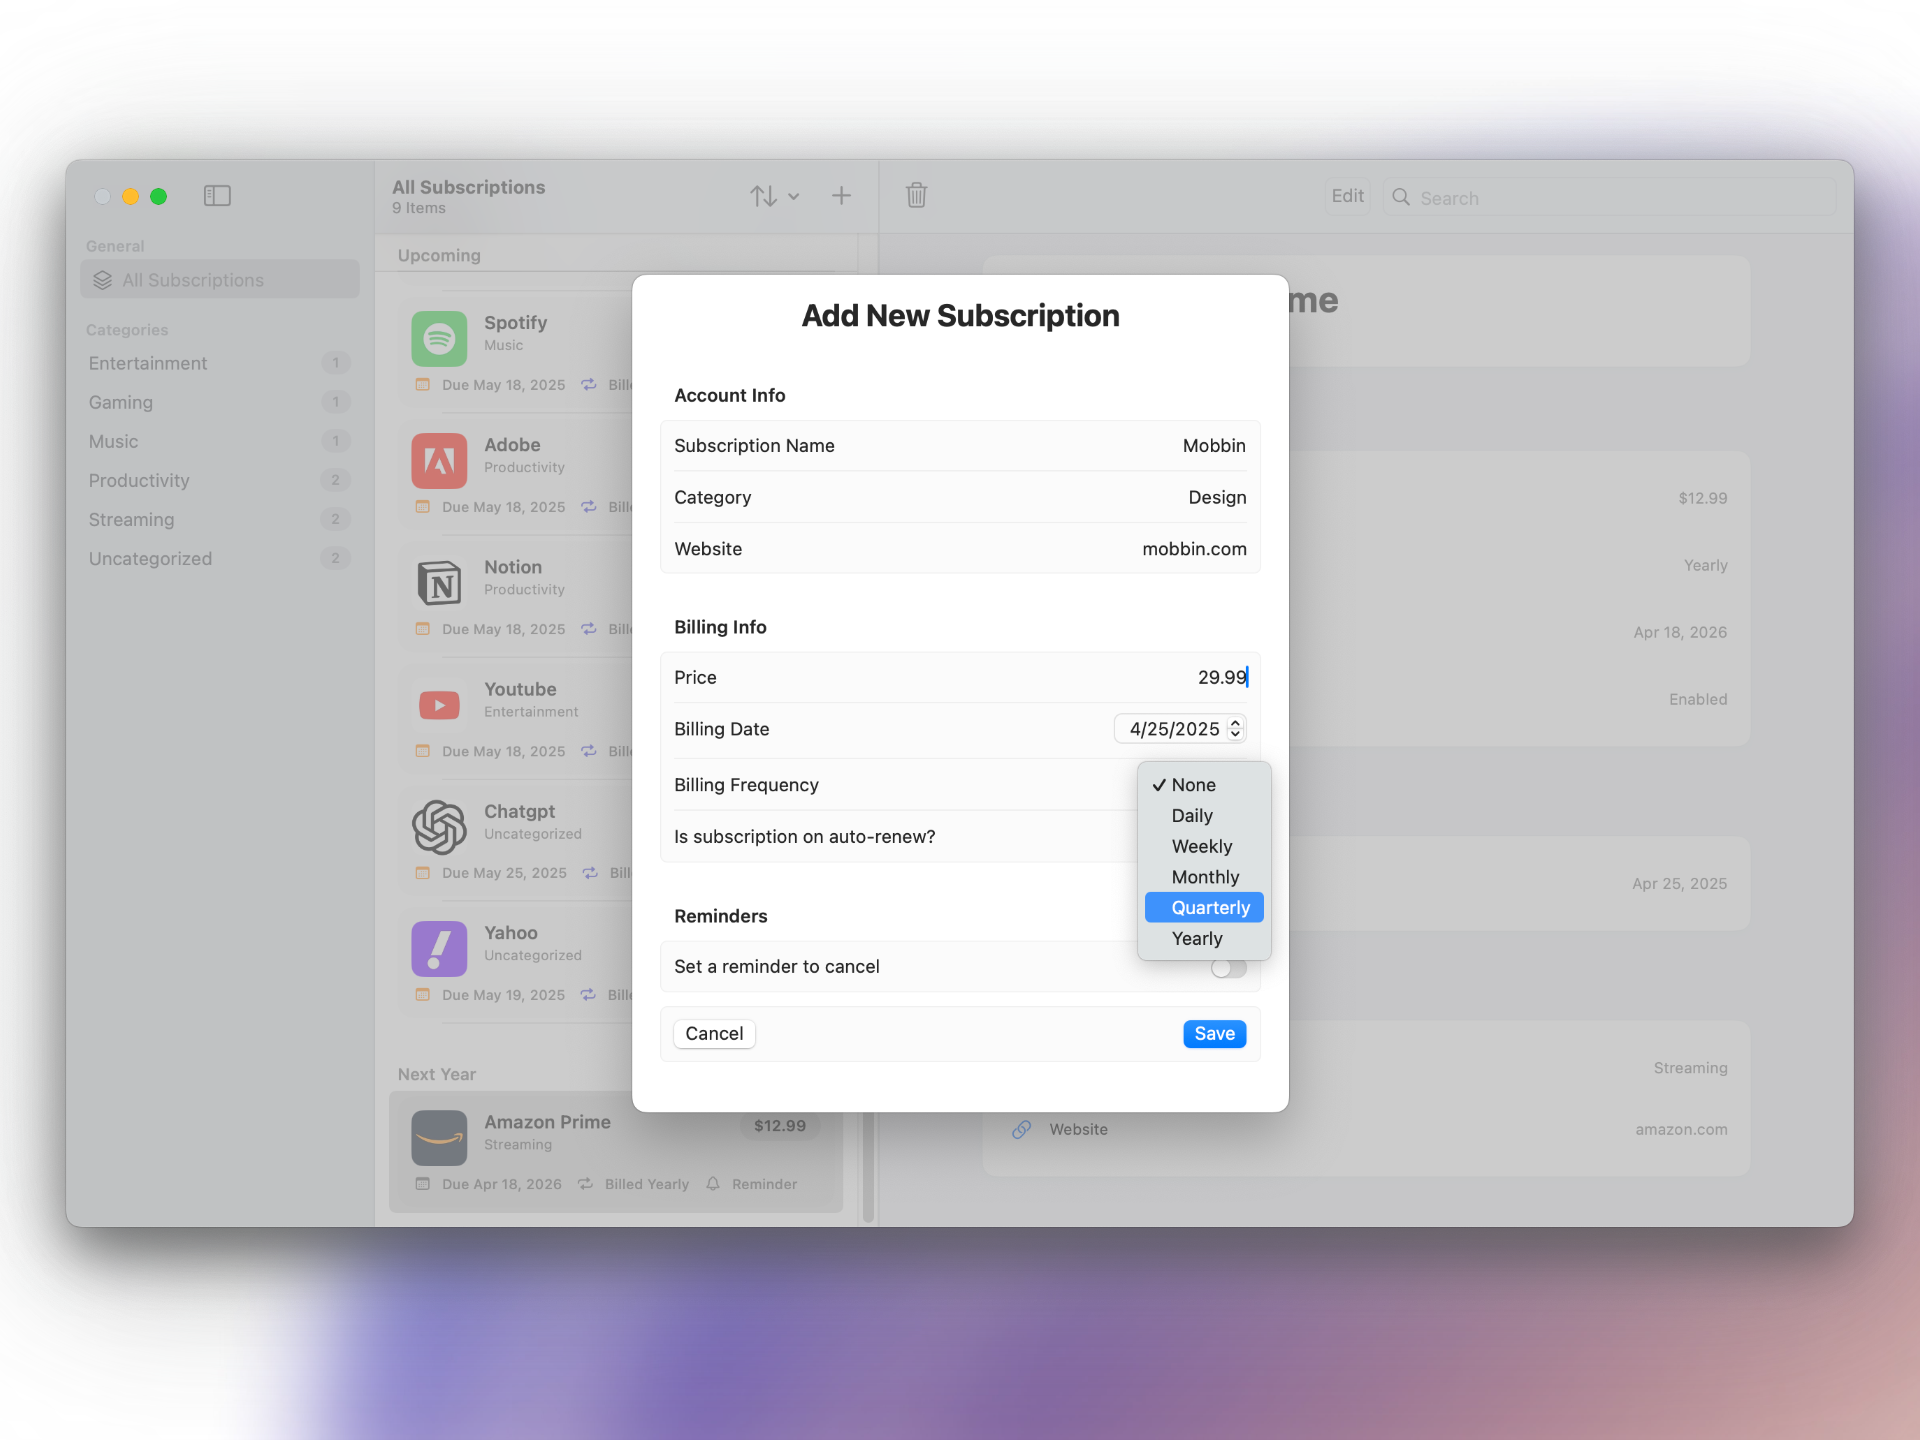 All Subscriptions
9 Items
Edit
Search
General
All Subscriptions
Categories
Entertainment 1
Gaming 1
Music 1
Productivity 2
Streaming 2
Uncategorized 2
Upcoming
Spotify
Music
Due May 18, 2025
Adobe
Productivity
Due May 18, 2025
Notion
Productivity
Due May 18, 2025
Youtube
Entertainment
Due May 18, 2025
Chatgpt
Uncategorized
Due May 25, 2025
Yahoo
Uncategorized
Due May 19, 2025
Next Year
Amazon Prime $12.99
Streaming
Due Apr 18, 2026 Billed Yearly Reminder
Add New Subscription
Account Info
Subscription Name Mobbin
Category Design
Website mobbin.com
Billing Info
Price 29.99
Billing Date 4/25/2025
Billing Frequency
Is subscription on auto-renew?
✓ None
Daily
Weekly
Monthly
Quarterly
Yearly
Reminders
Set a reminder to cancel
Cancel Save
me
$12.99
Yearly
Apr 18, 2026
Enabled
Apr 25, 2025
Streaming
Website amazon.com